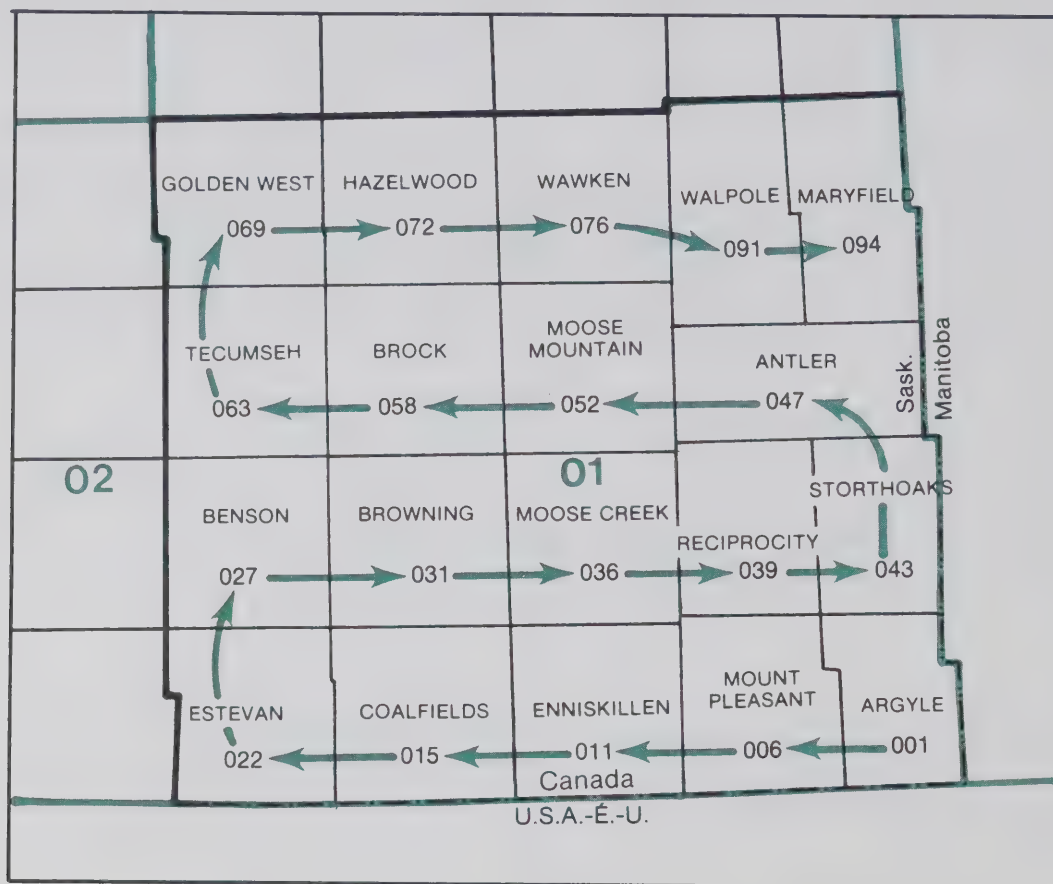 GOLDEN WEST HAZELWOOD WAWKEN WALPOLE MARYFIELD
069 072 076 091 094
TECUMSEH BROCK MOOSE MOUNTAIN ANTLER
063 058 052 047
Sask.
Manitoba
02 01
BENSON BROWNING MOOSE CREEK RECIPROCITY STORTHOAKS
027 031 036 039 043
ESTEVAN COALFIELDS ENNISKILLEN MOUNT PLEASANT ARGYLE
022 015 011 006 001
Canada
U.S.A.-É.-U.